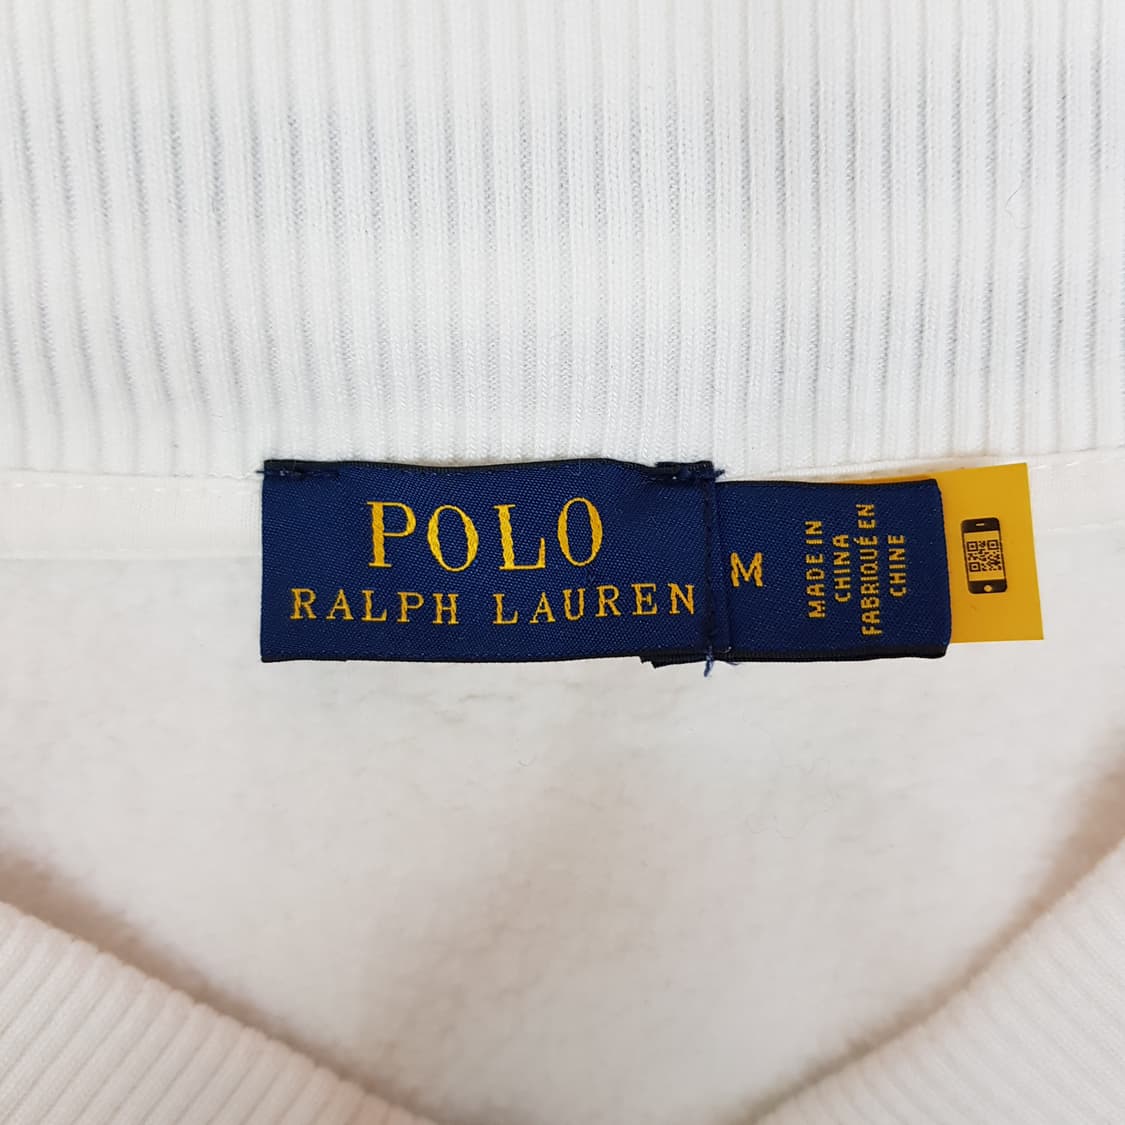 POLO
RALPH LAUREN
M
MADE IN
CHINA
FABRIQUÉ EN
CHINE